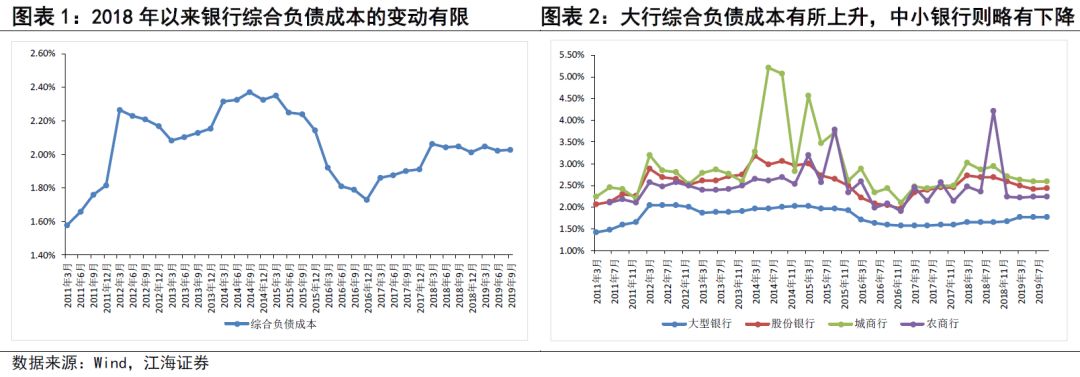 图表1：2018年以来银行综合负债成本的变动有限
2.60%
2.40%
2.20%
2.00%
1.80%
1.60%
1.40%
2011年3月
2011年6月
2011年9月
2011年12月
2012年3月
2012年6月
2012年9月
2012年12月
2013年3月
2013年6月
2013年9月
2013年12月
2014年3月
2014年6月
2014年9月
2014年12月
2015年3月
2015年6月
2015年9月
2015年12月
2016年3月
2016年6月
2016年9月
2016年12月
2017年3月
2017年6月
2017年9月
2017年12月
2018年3月
2018年6月
2018年9月
2018年12月
2019年3月
2019年6月
2019年9月
综合负债成本
图表2：大行综合负债成本有所上升，中小银行则略有下降
5.50%
5.00%
4.50%
4.00%
3.50%
3.00%
2.50%
2.00%
1.50%
1.00%
2011年3月
2011年7月
2011年11月
2012年3月
2012年7月
2012年11月
2013年3月
2013年7月
2013年11月
2014年3月
2014年7月
2014年11月
2015年3月
2015年7月
2015年11月
2016年3月
2016年7月
2016年11月
2017年3月
2017年7月
2017年11月
2018年3月
2018年7月
2018年11月
2019年3月
2019年7月
大型银行
股份银行
城商行
农商行
数据来源：Wind，江海证券